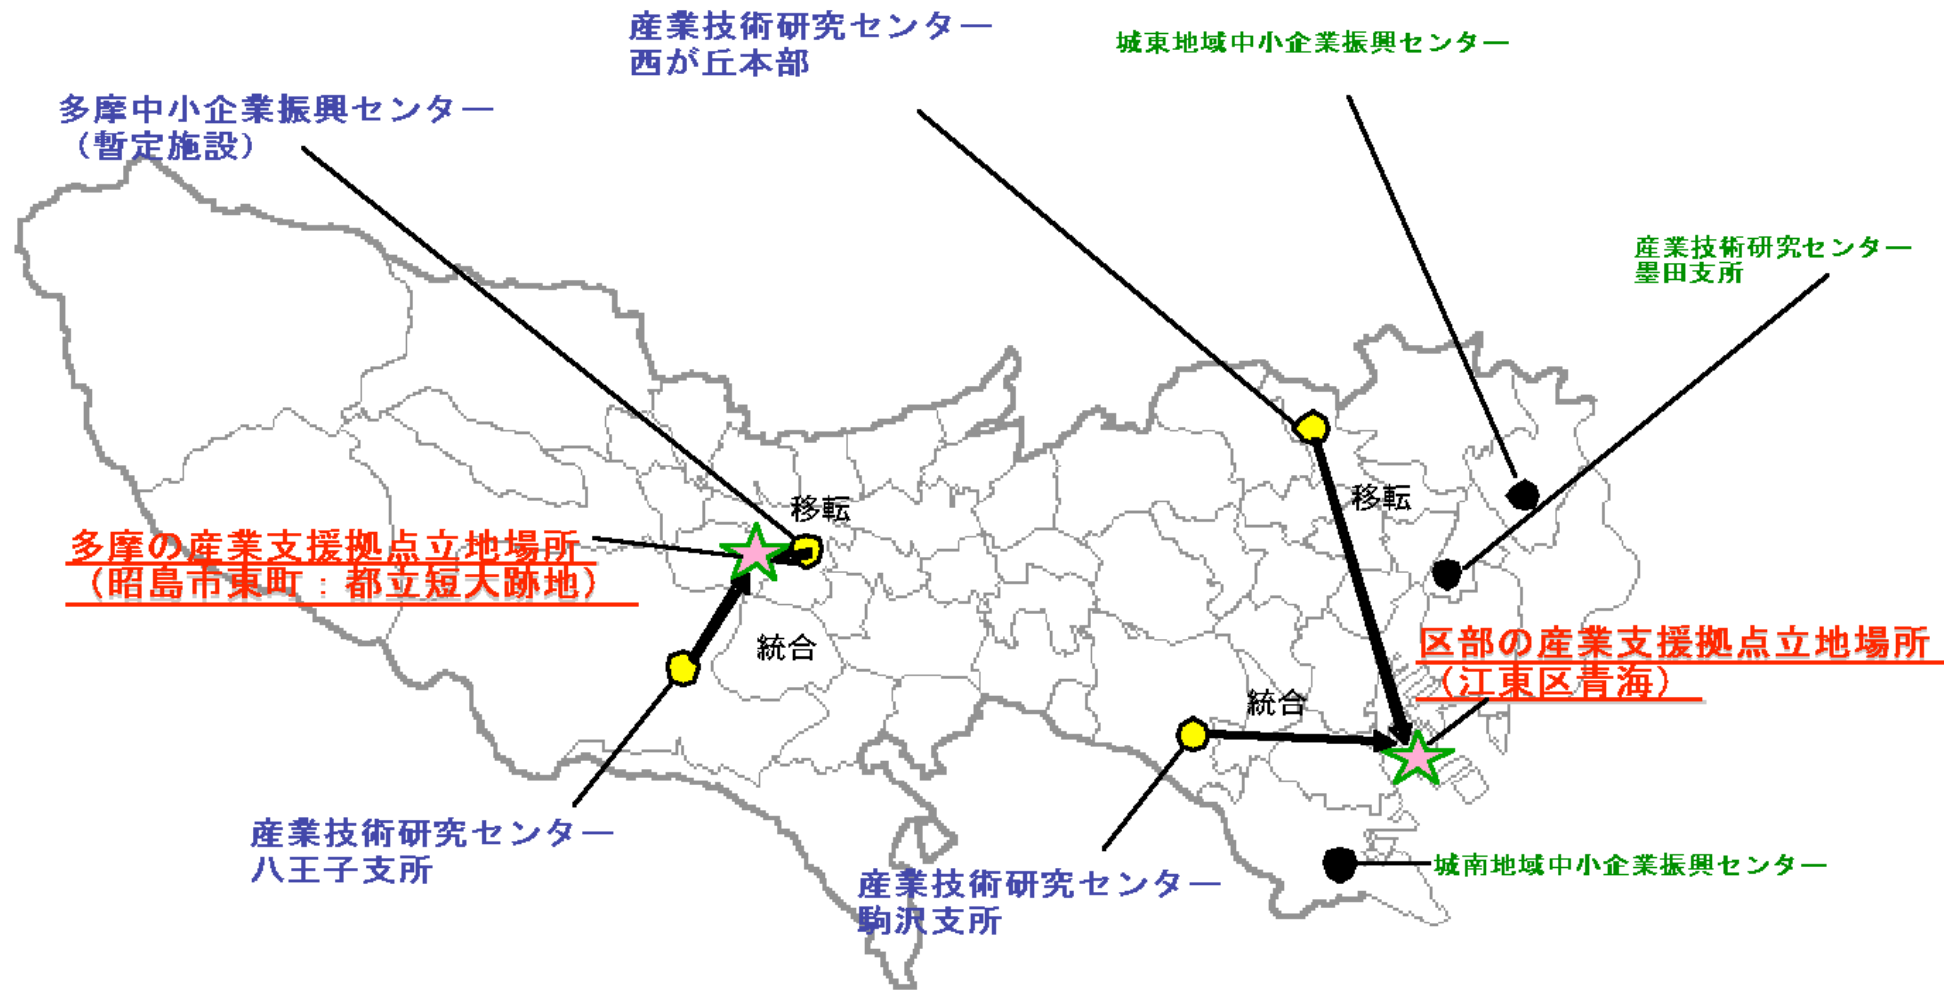 産業技術研究センター
西が丘本部
城東地域中小企業振興センター
多摩中小企業振興センター
（暫定施設）
産業技術研究センター
墨田支所
移転
移転
多摩の産業支援拠点立地場所
（昭島市東町：都立短大跡地）
統合
区部の産業支援拠点立地場所
（江東区青海）
統合
産業技術研究センター
八王子支所
産業技術研究センター
駒沢支所
城南地域中小企業振興センター